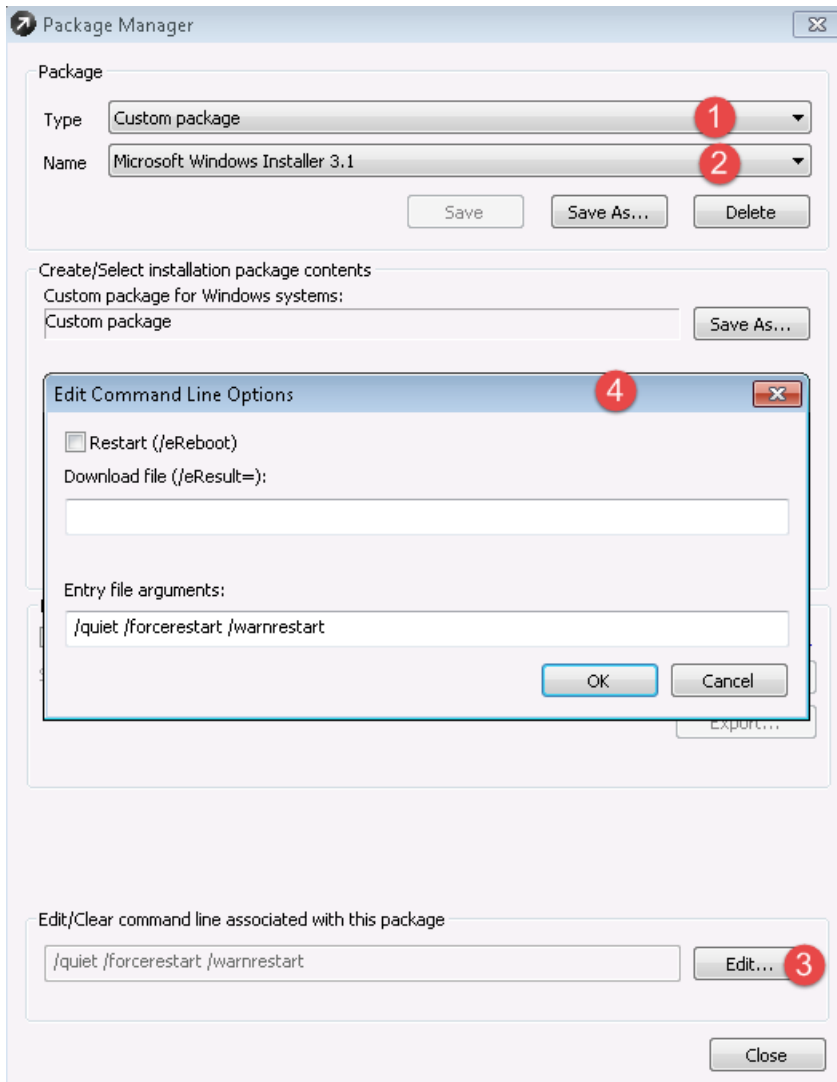 Package Manager
Package
Type Custom package 1
Name Microsoft Windows Installer 3.1 2
Save Save As... Delete
Create/Select installation package contents
Custom package for Windows systems:
Custom package Save As...
Edit Command Line Options 4
Restart (/eReboot)
Download file (/eResult=):
Entry file arguments:
/quiet /forcerestart /warnrestart
OK Cancel
Export...
Edit/Clear command line associated with this package
/quiet /forcerestart /warnrestart Edit... 3
Close